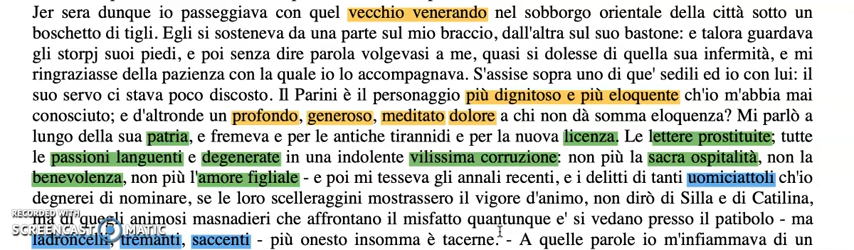 Jer sera dunque io passeggiava con quel vecchio venerando nel sobborgo orientale della città sotto un
boschetto di tigli. Egli si sosteneva da una parte sul mio braccio, dall'altra sul suo bastone: e talora guardava
gli storpj suoi piedi, e poi senza dire parola volgevasi a me, quasi si dolesse di quella sua infermità, e mi
ringraziasse della pazienza con la quale io lo accompagnava. S'assise sopra uno di que' sedili ed io con lui: il
suo servo ci stava poco discosto. Il Parini è il personaggio più dignitoso e più eloquente ch'io m'abbia mai
conosciuto; e d'altronde un profondo, generoso, meditato dolore a chi non dà somma eloquenza? Mi parlò a
lungo della sua patria, e fremeva e per le antiche tirannidi e per la nuova licenza. Le lettere prostituite; tutte
le passioni languenti e degenerate in una indolente vilissima corruzione: non più la sacra ospitalità, non la
benevolenza, non più l'amore figliale - e poi mi tesseva gli annali recenti, e i delitti di tanti uomiciattoli ch'io
degnerei di nominare, se le loro scelleraggini mostrassero il vigore d'animo, non dirò di Silla e di Catilina,
ma di quegli animosi masnadieri che affrontano il misfatto quantunque e' si vedano presso il patibolo - ma
ladroncelli, tremanti, saccenti - più onesto insomma è tacerne. - A quelle parole io m'infiammava di un
RECORDED WITH
SCREENCAST MATIC